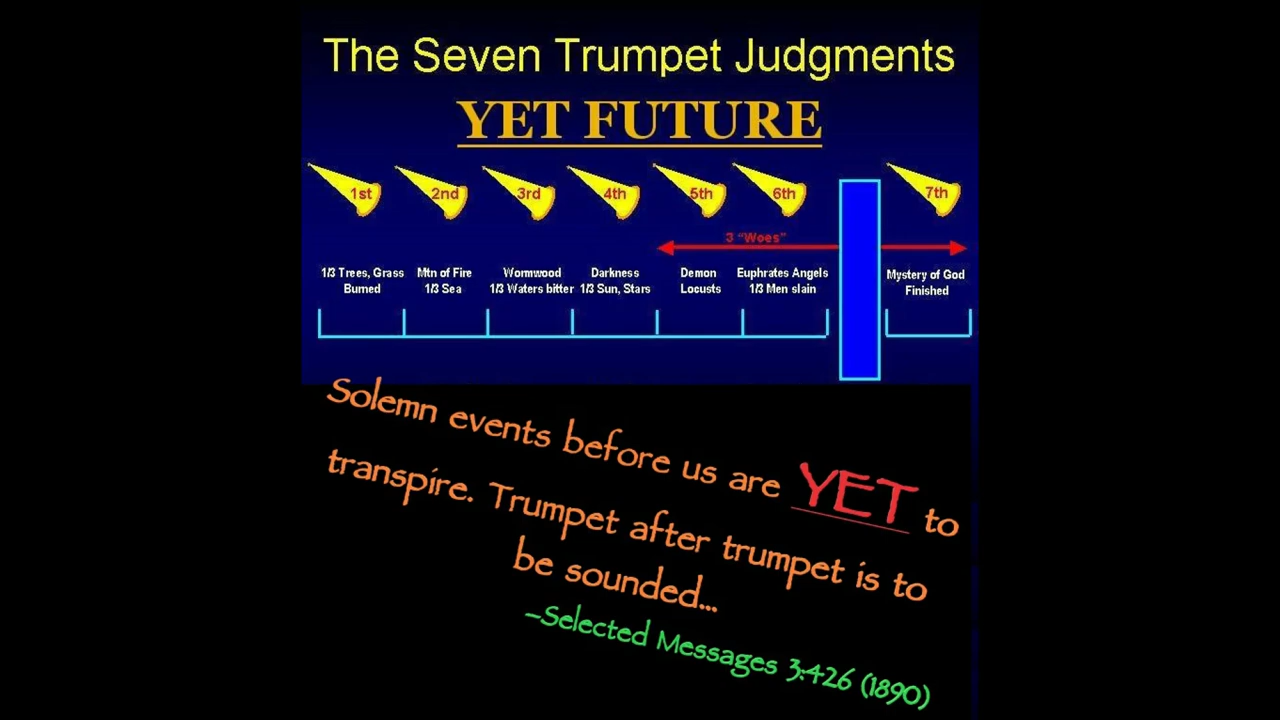 The Seven Trumpet Judgments
YET FUTURE
1st 2nd 3rd 4th 5th 6th 7th
3 "Woes"
1/3 Trees, Grass
Burned
Mtn of Fire
1/3 Sea
Wormwood
1/3 Waters bitter
Darkness
1/3 Sun, Stars
Demon
Locusts
Euphrates Angels
1/3 Men slain
Mystery of God
Finished
Solemn events before us are YET to
transpire. Trumpet after trumpet is to
be sounded...
–Selected Messages 3:426 (1890)